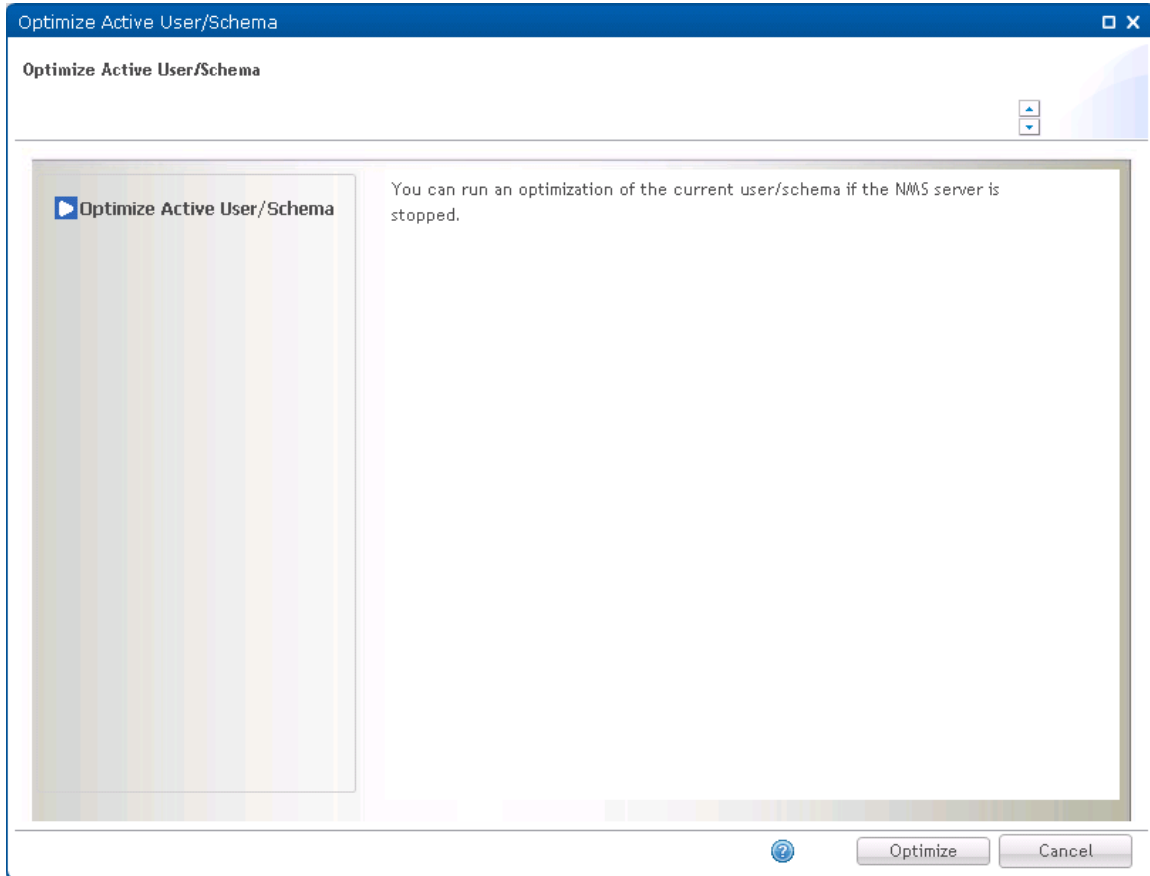 Optimize Active User/Schema
Optimize Active User/Schema
Optimize Active User/Schema
You can run an optimization of the current user/schema if the NMS server is
stopped.
Optimize
Cancel